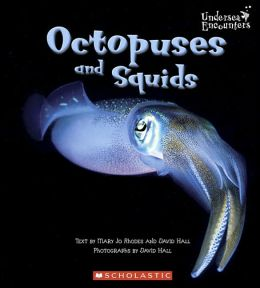 Undersea
Encounters
Octopuses
and Squids
Text by Mary Jo Rhodes and David Hall
Photographs by David Hall
SCHOLASTIC